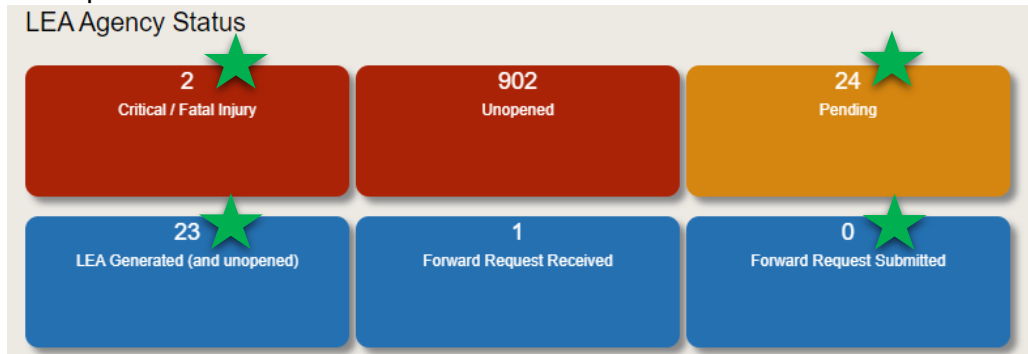 LEA Agency Status
2
Critical / Fatal Injury
902
Unopened
24
Pending
23
LEA Generated (and unopened)
1
Forward Request Received
0
Forward Request Submitted